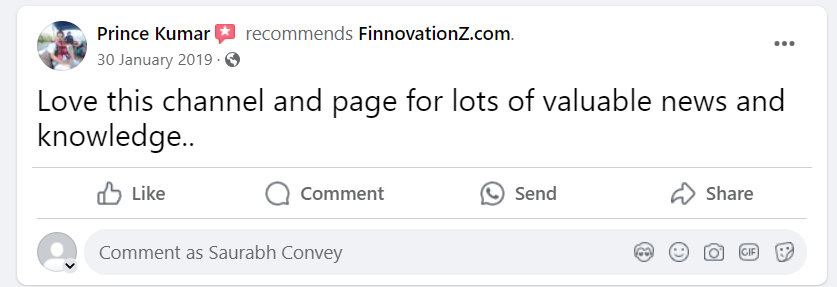 Prince Kumar recommends FinnovationZ.com.
30 January 2019 ·
Love this channel and page for lots of valuable news and
knowledge..
Like Comment Send Share
Comment as Saurabh Convey GIF